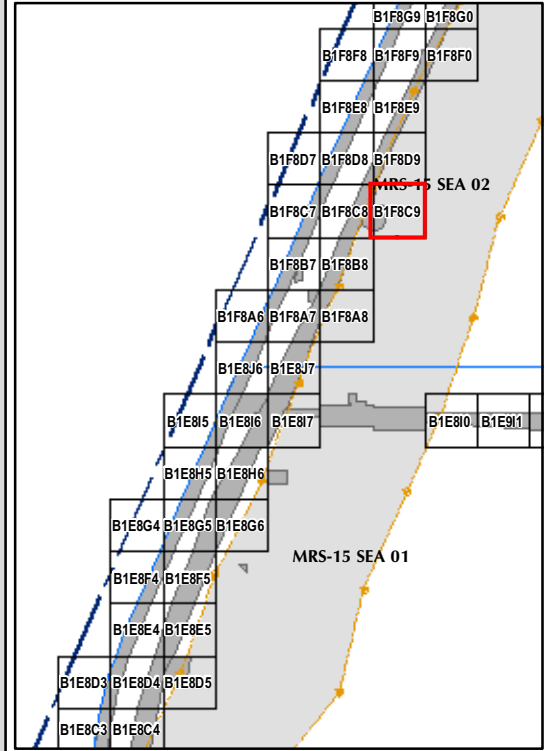 B1F8G9 B1F8G0
B1F8F8 B1F8F9 B1F8F0
B1F8E8 B1F8E9
B1F8D7 B1F8D8 B1F8D9
MRS-15 SEA 02
B1F8C7 B1F8C8 B1F8C9
B1F8B7 B1F8B8
B1F8A6 B1F8A7 B1F8A8
B1E8J6 B1E8J7
B1E8I5 B1E8I6 B1E8I7 B1E8I0 B1E9I1
B1E8H5 B1E8H6
B1E8G4 B1E8G5 B1E8G6
MRS-15 SEA 01
B1E8F4 B1E8F5
B1E8E4 B1E8E5
B1E8D3 B1E8D4 B1E8D5
B1E8C3 B1E8C4